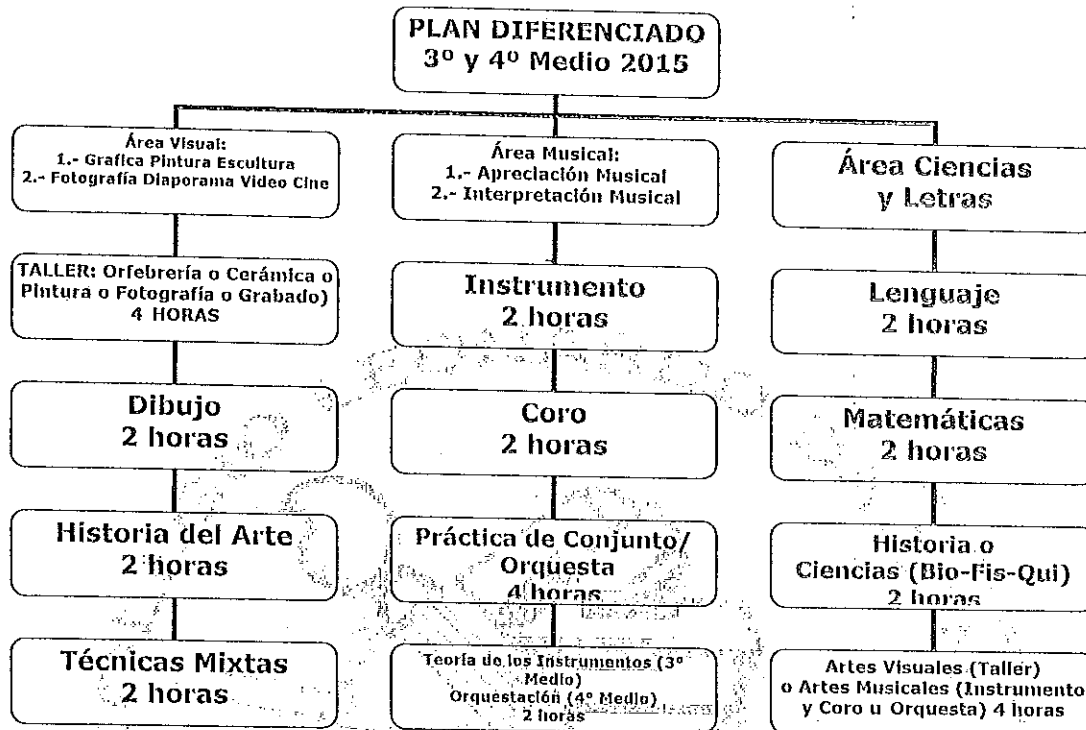 PLAN DIFERENCIADO
3º y 4º Medio 2015
Área Visual:
1.- Grafica Pintura Escultura
2.- Fotografía Diaporama Video Cine
TALLER: Orfebrería o Cerámica o
Pintura o Fotografía o Grabado)
4 HORAS
Dibujo
2 horas
Historia del Arte
2 horas
Técnicas Mixtas
2 horas
Área Musical:
1.- Apreciación Musical
2.- Interpretación Musical
Instrumento
2 horas
Coro
2 horas
Práctica de Conjunto/
Orquesta
4 horas
Teoría de los Instrumentos (3º
Medio)
Orquestación (4º Medio)
2 horas
Área Ciencias
y Letras
Lenguaje
2 horas
Matemáticas
2 horas
Historia o
Ciencias (Bio-Fis-Qui)
2 horas
Artes Visuales (Taller)
o Artes Musicales (Instrumento
y Coro u Orquesta) 4 horas